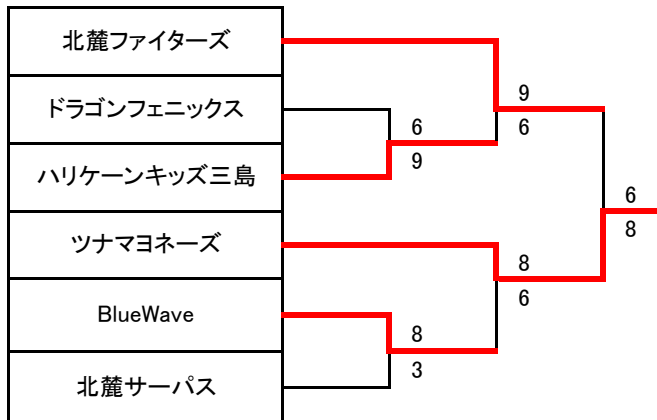 北麓ファイターズ
ドラゴンフェニックス
ハリケーンキッズ三島
ツナマヨネーズ
BlueWave
北麓サーパス
6
9
8
3
9
6
8
6
6
8